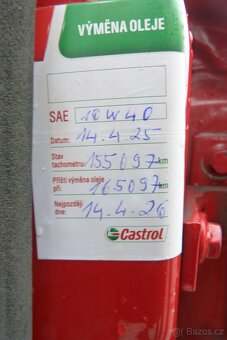 VÝMĚNA OLEJE
SAE 10W40
Datum: 14.4.25
Stav
tachometru: 155097 km
Příští výměna oleje
při: 165097 km
Nejpozději
dne: 14.4.26
Castrol
Bazoš.cz